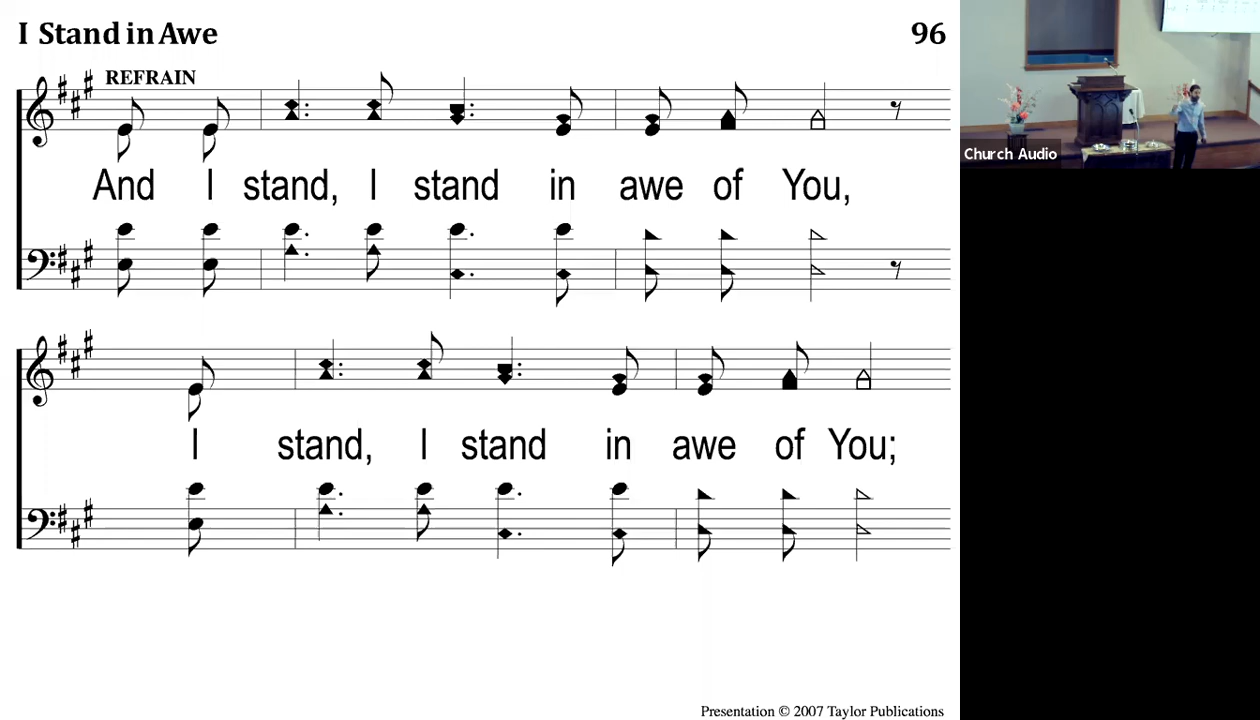 I Stand in Awe 96
REFRAIN
And I stand, I stand in awe of You,
I stand, I stand in awe of You;
Presentation © 2007 Taylor Publications
Church Audio